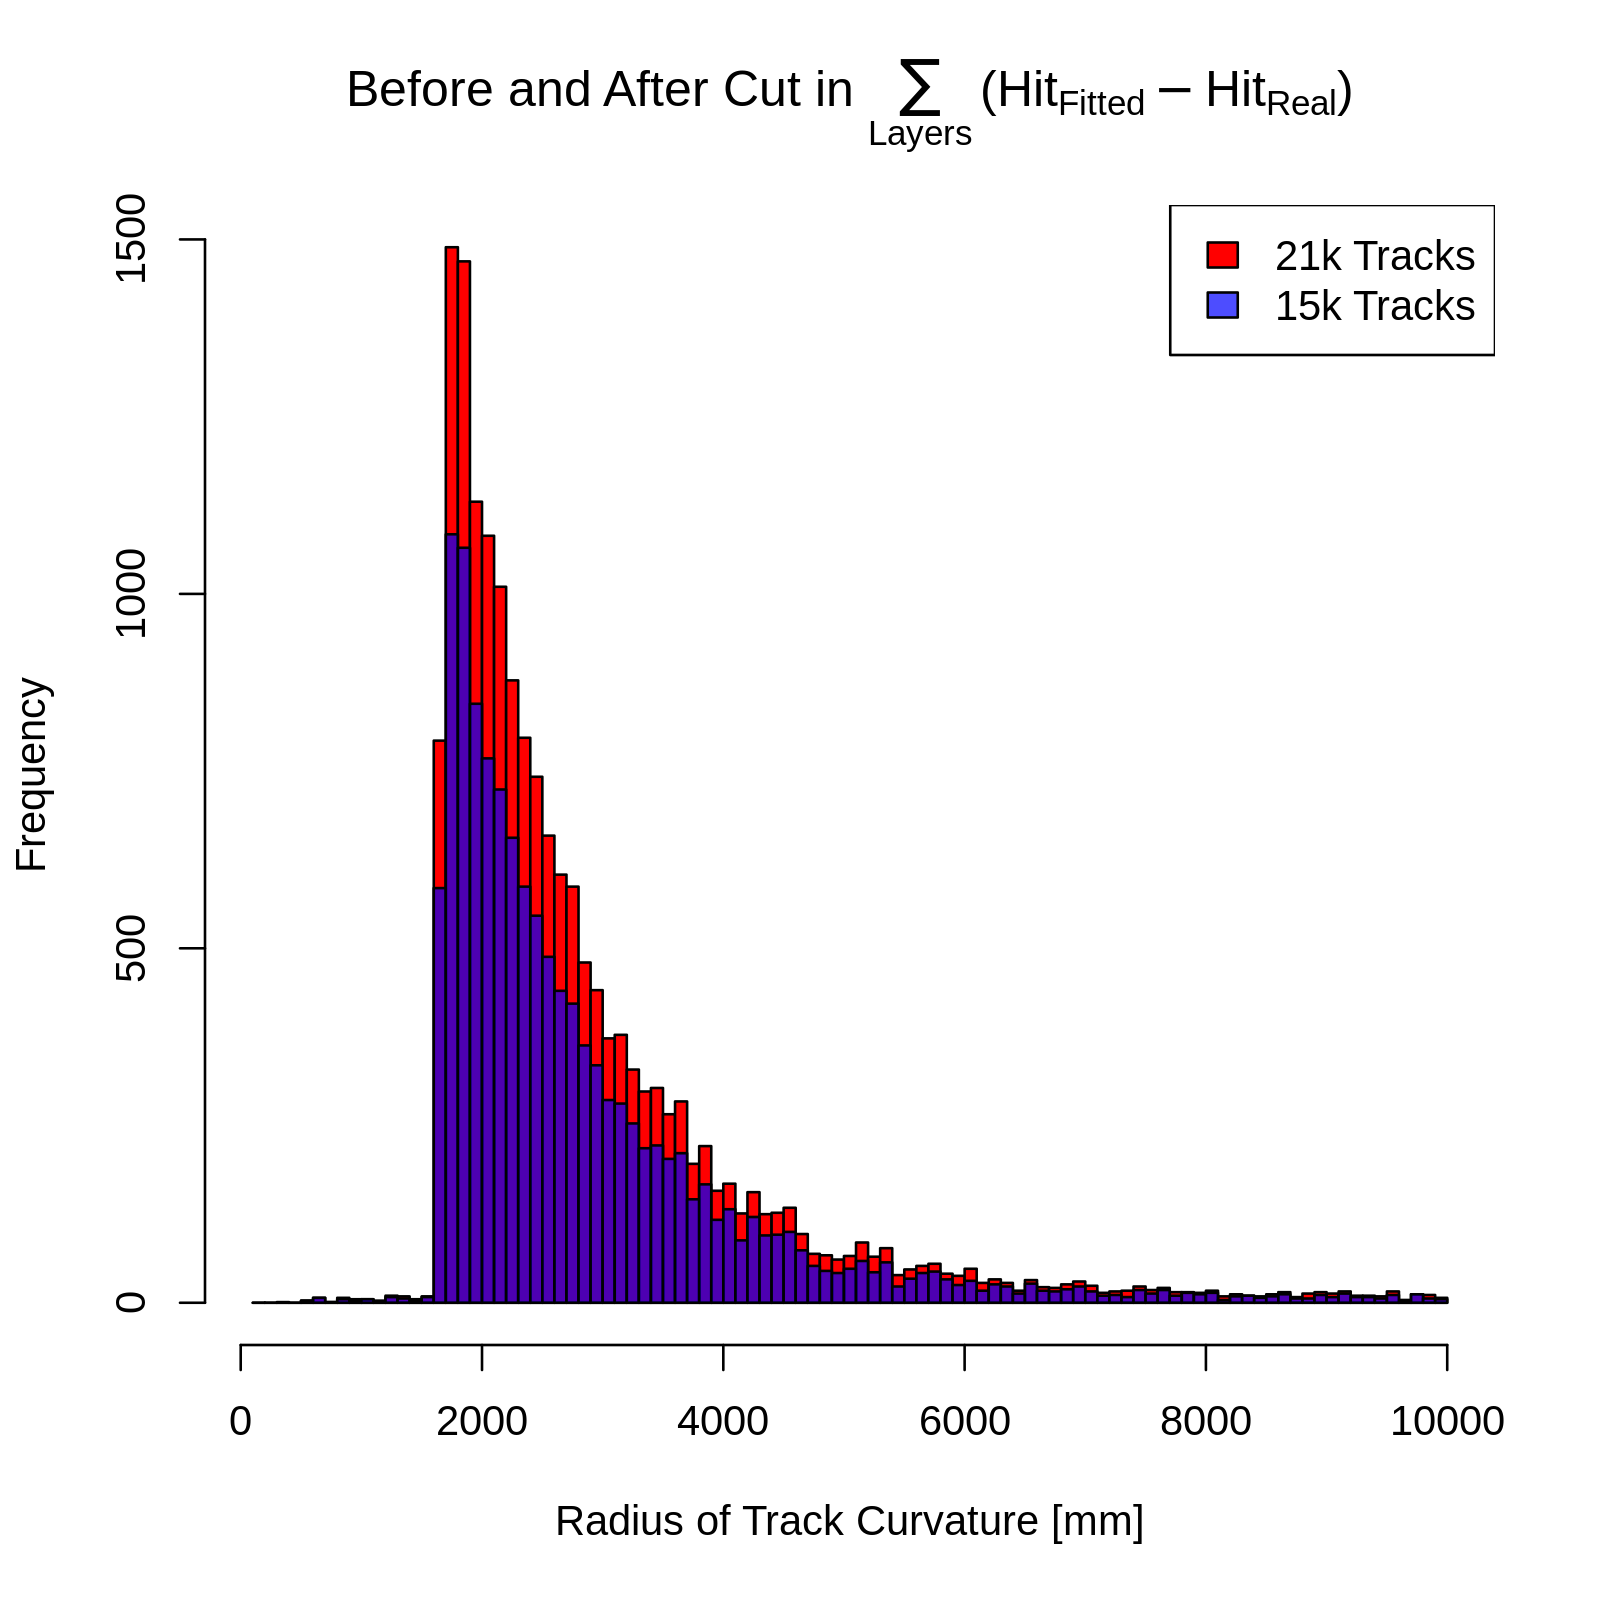 Before and After Cut in ∑ (Hit_Fitted − Hit_Real)
Layers
21k Tracks
15k Tracks
Frequency
1500
1000
500
0
0 2000 4000 6000 8000 10000
Radius of Track Curvature [mm]